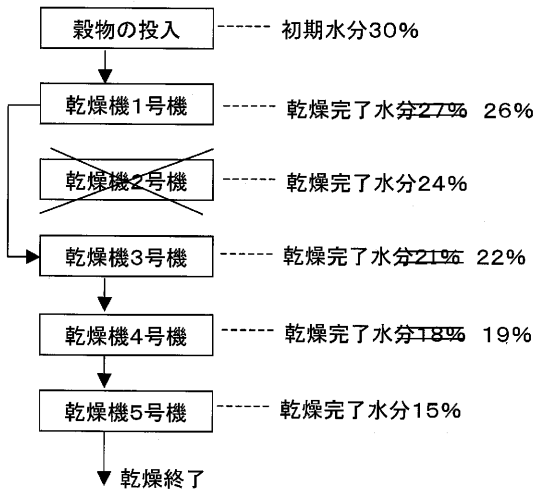 穀物の投入 初期水分30%
乾燥機1号機 乾燥完了水分27% 26%
乾燥機2号機 乾燥完了水分24%
乾燥機3号機 乾燥完了水分21% 22%
乾燥機4号機 乾燥完了水分18% 19%
乾燥機5号機 乾燥完了水分15%
乾燥終了